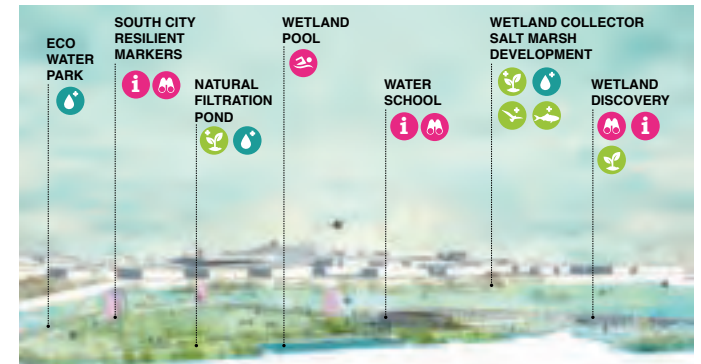 ECO
WATER
PARK
SOUTH CITY
RESILIENT
MARKERS
i
NATURAL
FILTRATION
POND
WETLAND
POOL
WATER
SCHOOL
i
WETLAND COLLECTOR
SALT MARSH
DEVELOPMENT
WETLAND
DISCOVERY
i